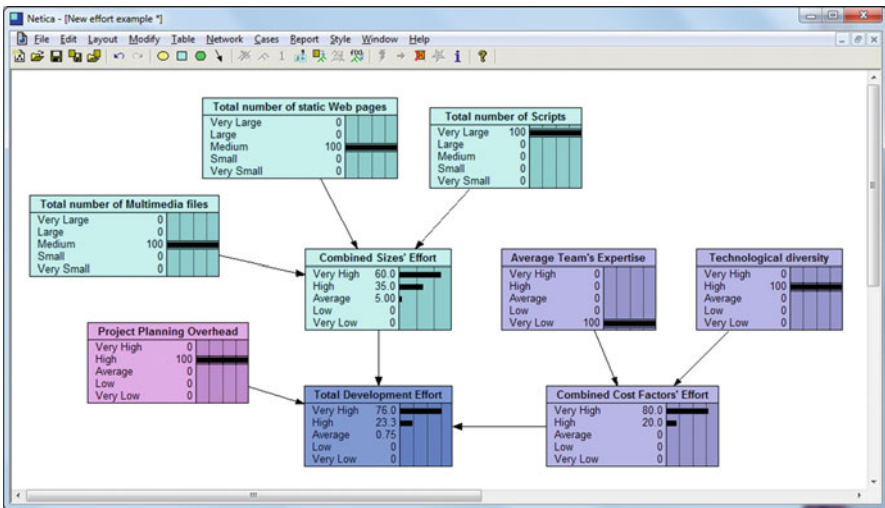 Netica - [New effort example *]
File Edit Layout Modify Table Network Cases Report Style Window Help
Total number of static Web pages
Very Large 0
Large 0
Medium 100
Small 0
Very Small 0
Total number of Scripts
Very Large 100
Large 0
Medium 0
Small 0
Very Small 0
Total number of Multimedia files
Very Large 0
Large 0
Medium 100
Small 0
Very Small 0
Combined Sizes' Effort
Very High 60.0
High 35.0
Average 5.00
Low 0
Very Low 0
Average Team's Expertise
Very High 0
High 0
Average 0
Low 0
Very Low 100
Technological diversity
Very High 0
High 100
Average 0
Low 0
Very Low 0
Project Planning Overhead
Very High 0
High 100
Average 0
Low 0
Very Low 0
Total Development Effort
Very High 76.0
High 23.3
Average 0.75
Low 0
Very Low 0
Combined Cost Factors' Effort
Very High 80.0
High 20.0
Average 0
Low 0
Very Low 0